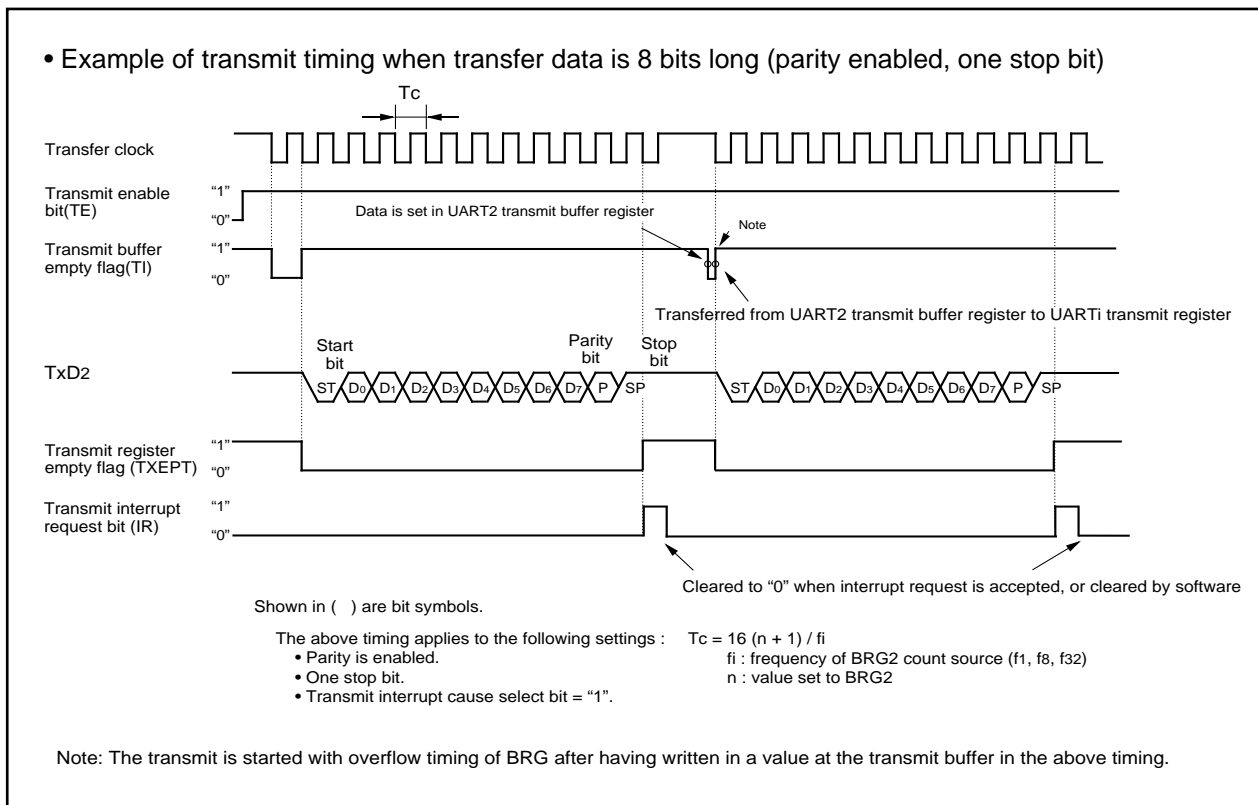 • Example of transmit timing when transfer data is 8 bits long (parity enabled, one stop bit)
Tc
Transfer clock
Transmit enable
bit(TE)
“1”
“0”
Data is set in UART2 transmit buffer register
Note
Transmit buffer
empty flag(TI)
“1”
“0”
Transferred from UART2 transmit buffer register to UARTi transmit register
Start
bit
Parity
bit
Stop
bit
TxD2
ST D0 D1 D2 D3 D4 D5 D6 D7 P SP ST D0 D1 D2 D3 D4 D5 D6 D7 P SP
Transmit register
empty flag (TXEPT)
“1”
“0”
Transmit interrupt
request bit (IR)
“1”
“0”
Cleared to “0” when interrupt request is accepted, or cleared by software
Shown in ( ) are bit symbols.
The above timing applies to the following settings :
• Parity is enabled.
• One stop bit.
• Transmit interrupt cause select bit = “1”.
Tc = 16 (n + 1) / fi
fi : frequency of BRG2 count source (f1, f8, f32)
n : value set to BRG2
Note: The transmit is started with overflow timing of BRG after having written in a value at the transmit buffer in the above timing.